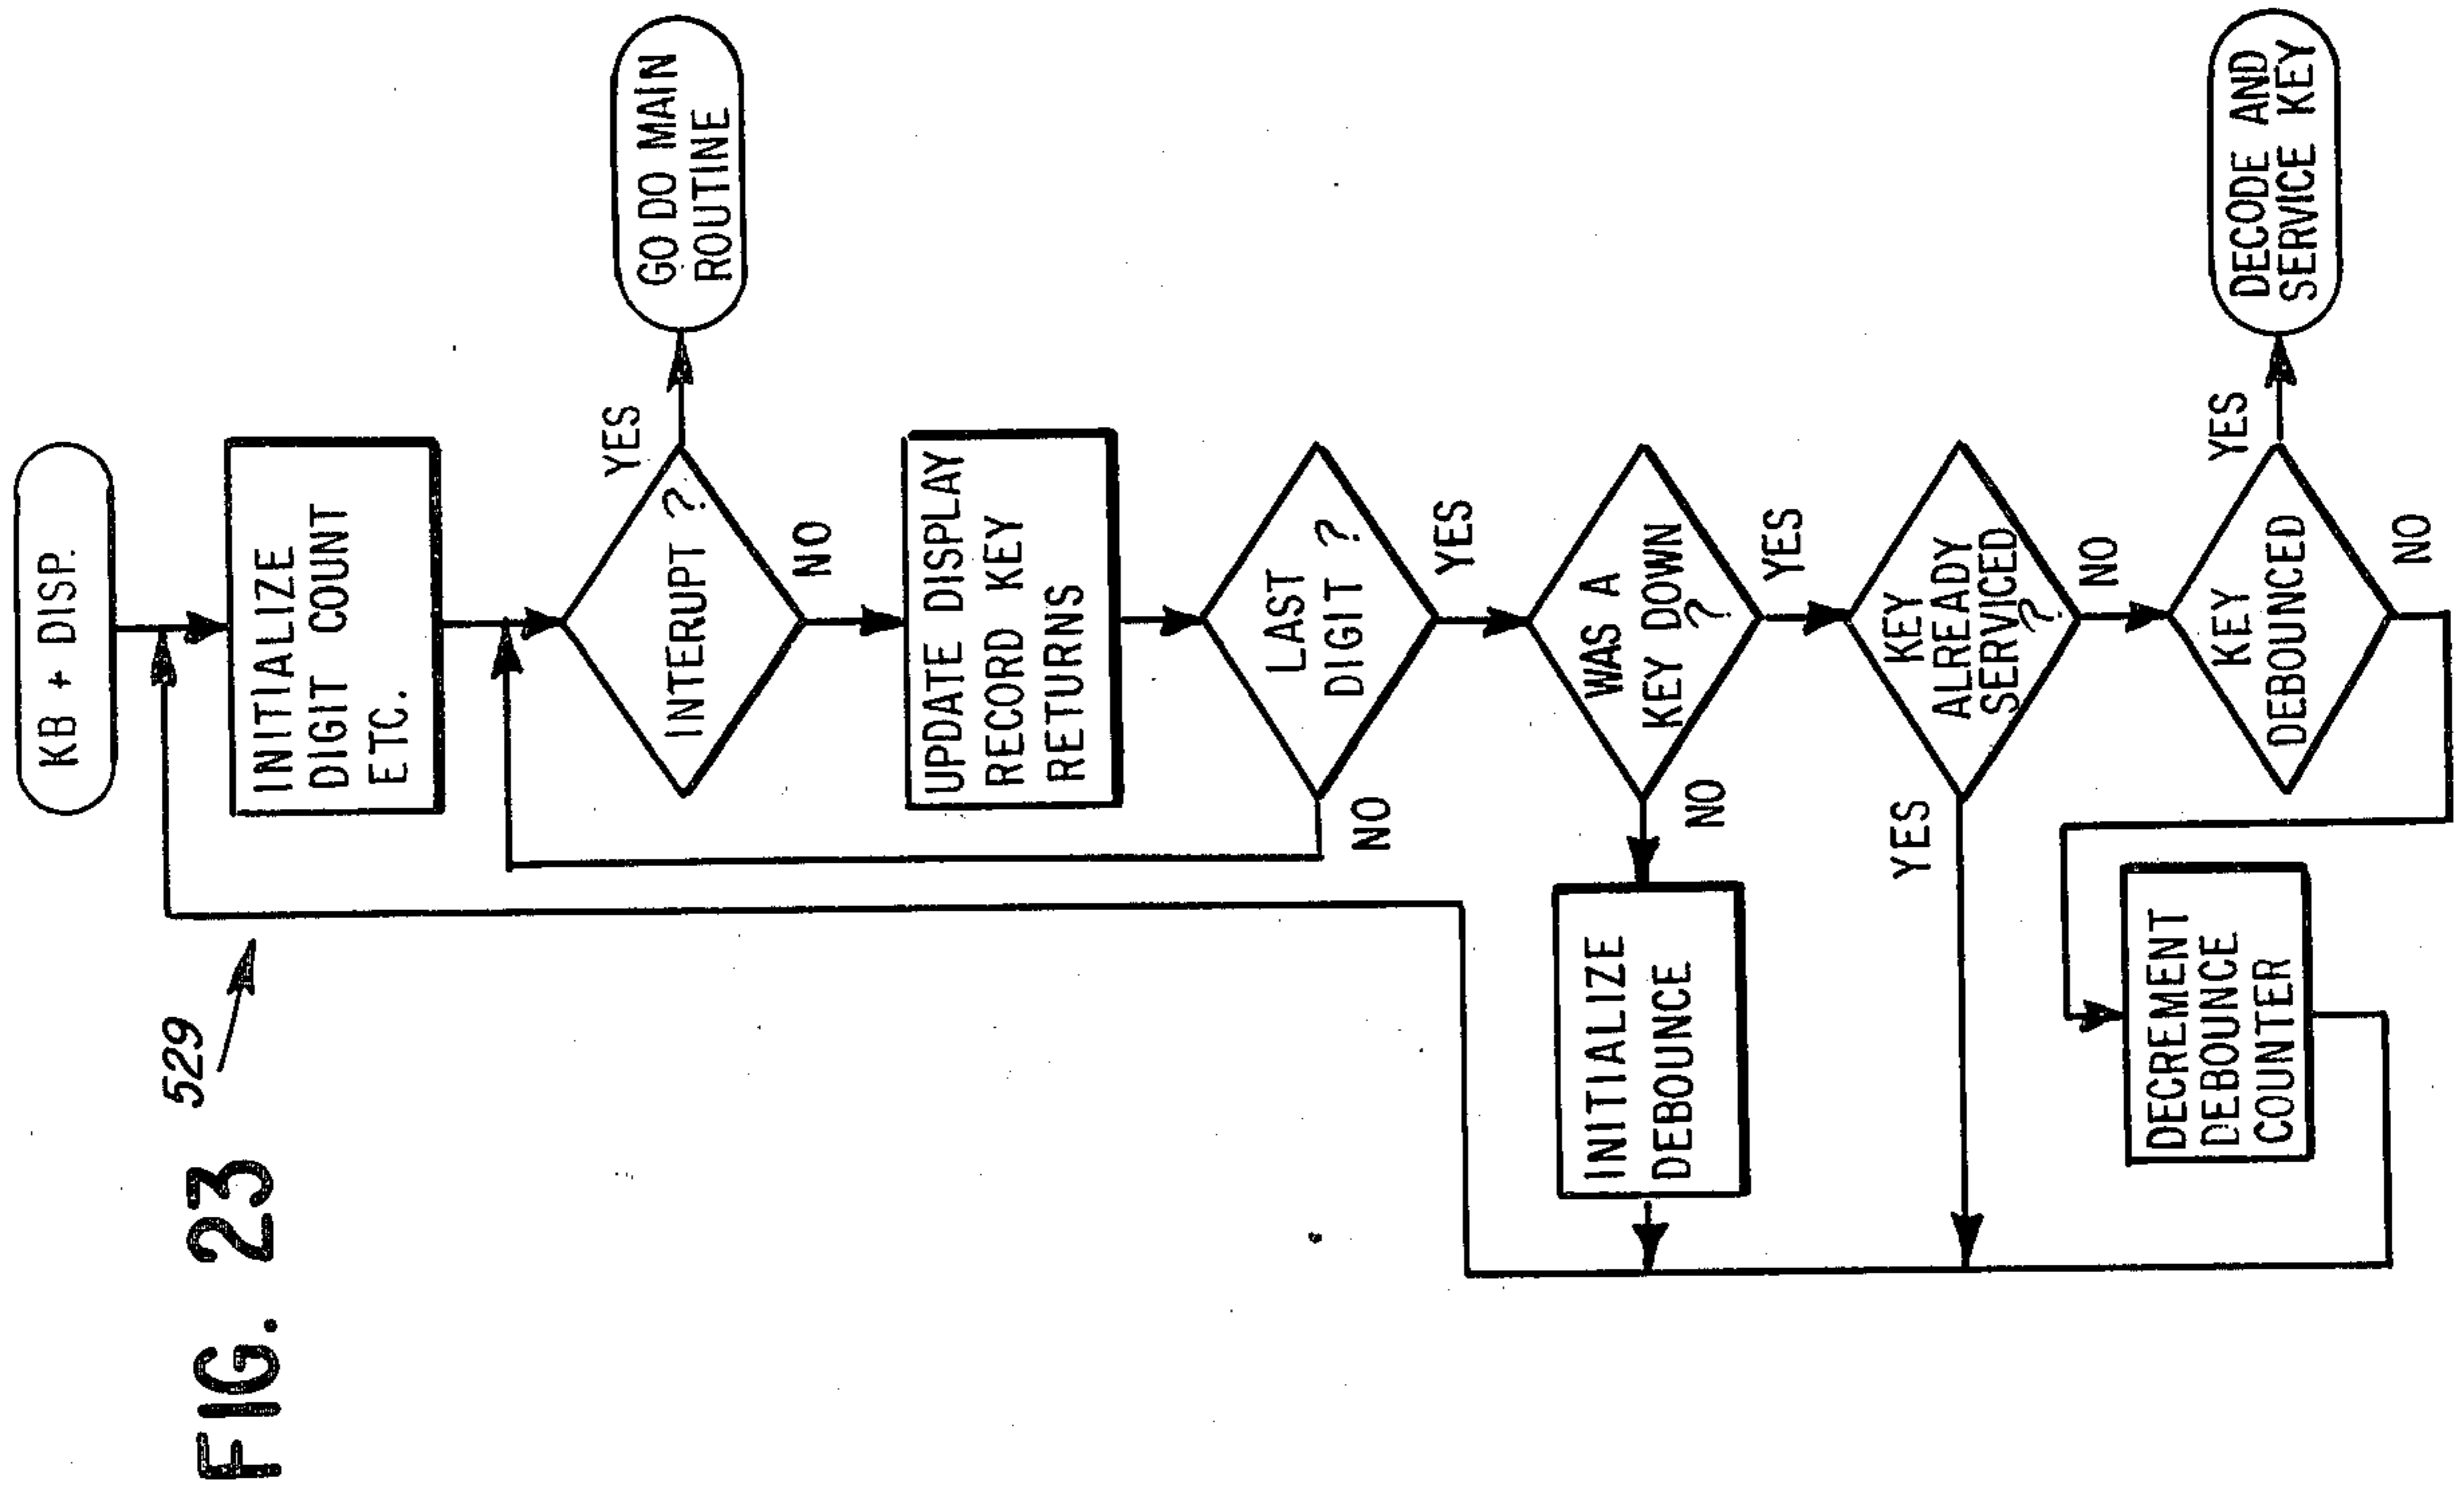 FIG. 23
529
KB + DISP.
INITIALIZE
DIGIT COUNT
ETC.
INTERUPT ?
YES
GO DO MAIN
ROUTINE
NO
UPDATE DISPLAY
RECORD KEY
RETURNS
LAST
DIGIT ?
NO
YES
WAS A
KEY DOWN
?
NO
INITIALIZE
DEBOUNCE
YES
KEY
ALREADY
SERVICED
?
YES
NO
KEY
DEBOUNCED
YES
DECODE AND
SERVICE KEY
NO
DECREMENT
DEBOUNCE
COUNTER